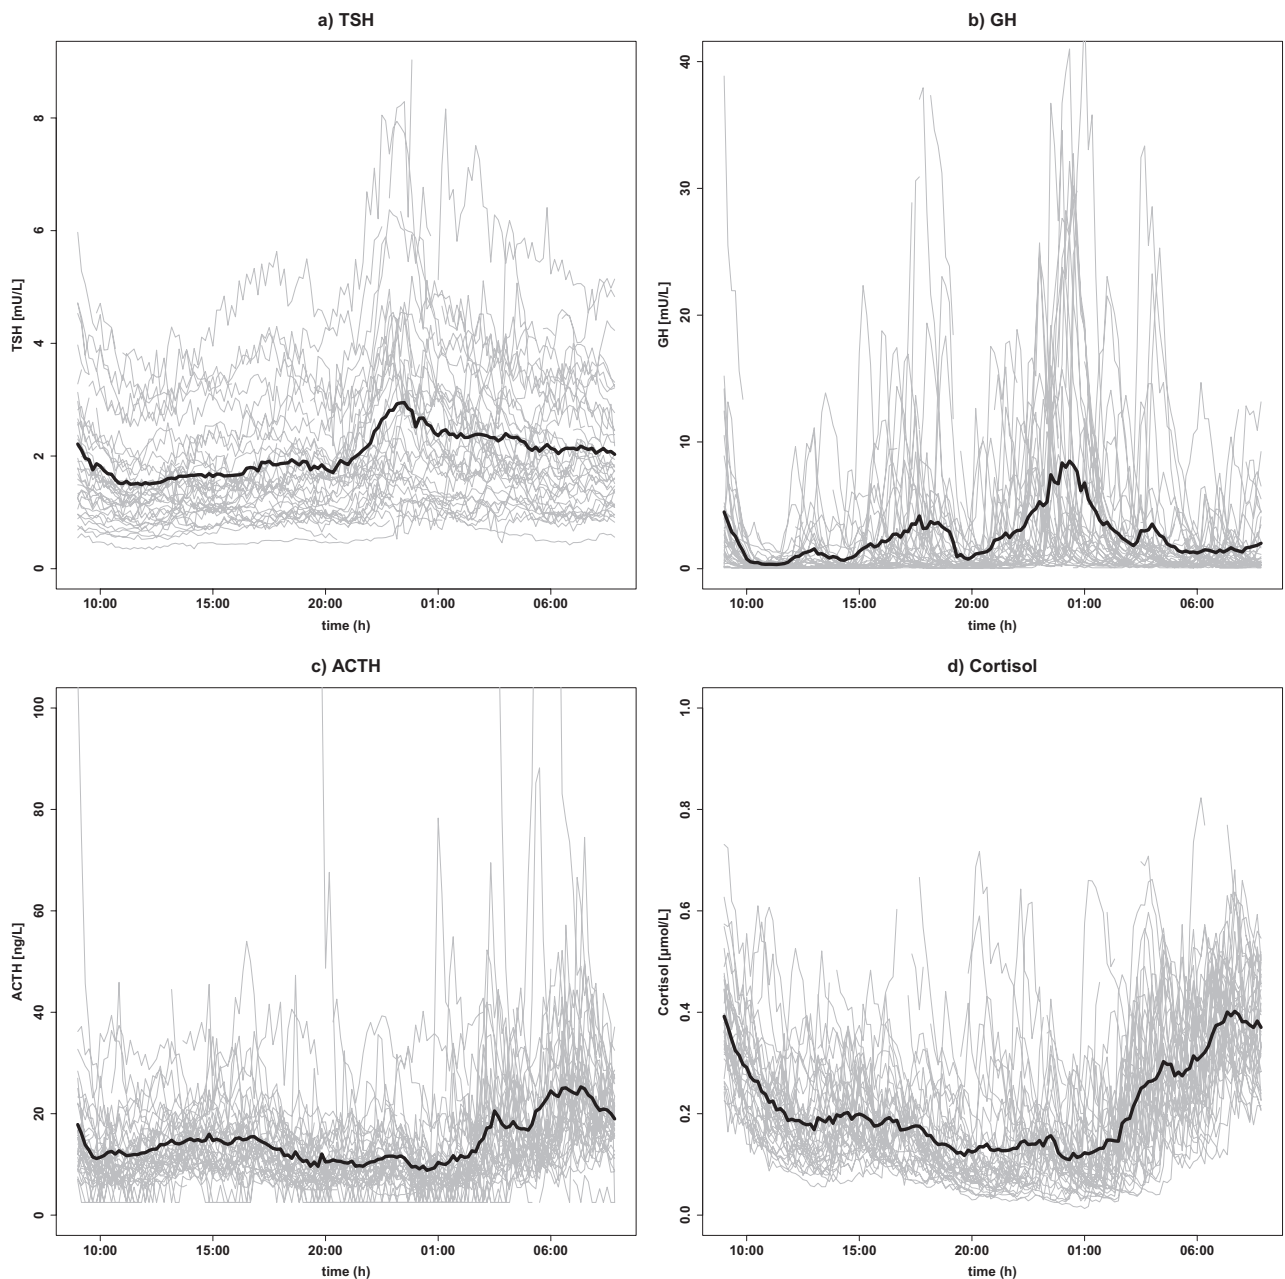 a) TSH
TSH [mU/L]
8
6
4
2
0
10:00 15:00 20:00 01:00 06:00
time (h)
b) GH
GH [mU/L]
40
30
20
10
0
10:00 15:00 20:00 01:00 06:00
time (h)
c) ACTH
ACTH [ng/L]
100
80
60
40
20
0
10:00 15:00 20:00 01:00 06:00
time (h)
d) Cortisol
Cortisol [µmol/L]
1.0
0.8
0.6
0.4
0.2
0.0
10:00 15:00 20:00 01:00 06:00
time (h)